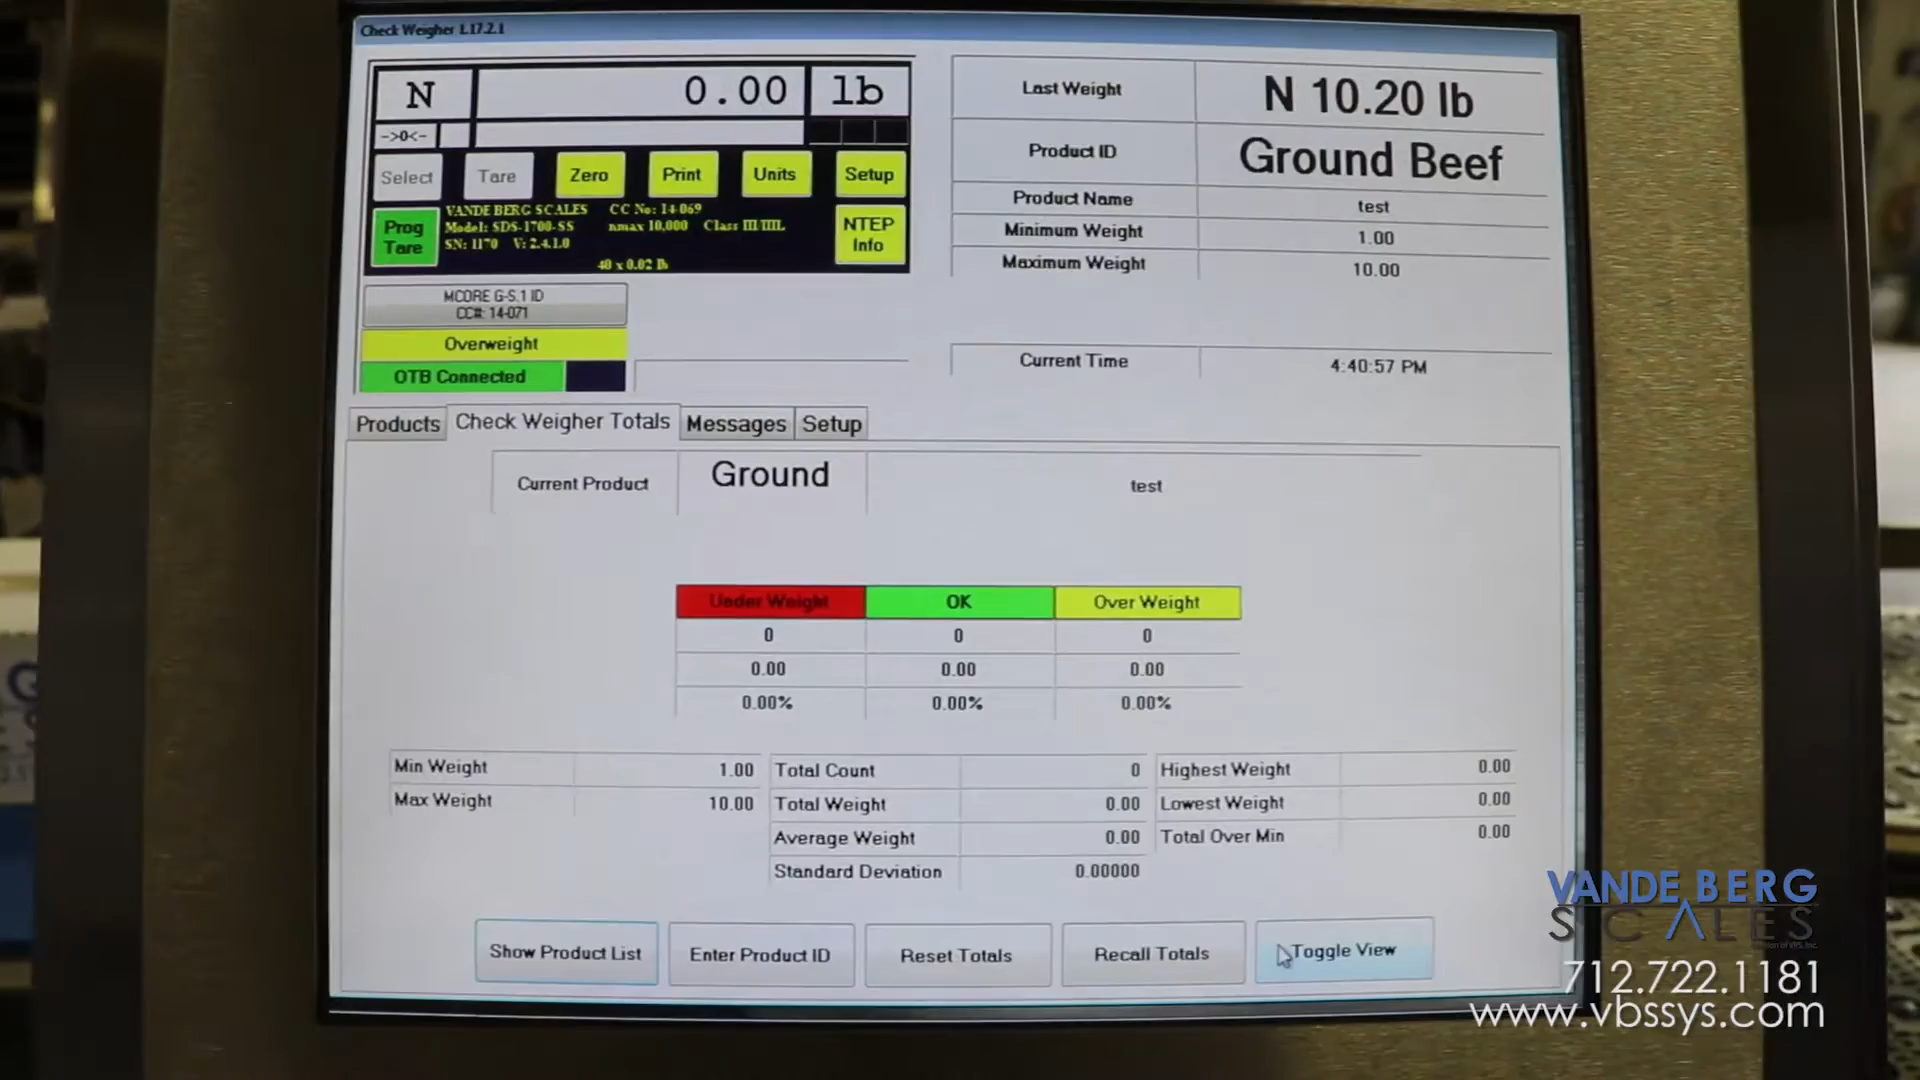 Check Weigher 1.17.2.1
N 0.00 lb
->0<-
Select Tare Zero Print Units Setup
Prog Tare
VANDE BERG SCALES CC No: 14-069
Model: SDS-1700-SS nmax 10,000 Class III/IIIL
SN: 1170 V: 2.4.1.0
40 x 0.02 lb
NTEP Info
MCORE G-S.1 ID
CC#: 14-071
Overweight
OTB Connected
Last Weight N 10.20 lb
Product ID Ground Beef
Product Name test
Minimum Weight 1.00
Maximum Weight 10.00
Current Time 4:40:57 PM
Products Check Weigher Totals Messages Setup
Current Product Ground test
Under Weight OK Over Weight
0 0 0
0.00 0.00 0.00
0.00% 0.00% 0.00%
Min Weight 1.00 Total Count 0 Highest Weight 0.00
Max Weight 10.00 Total Weight 0.00 Lowest Weight 0.00
Average Weight 0.00 Total Over Min 0.00
Standard Deviation 0.00000
Show Product List Enter Product ID Reset Totals Recall Totals Toggle View
VANDE BERG
SCALES
712.722.1181
www.vbssys.com